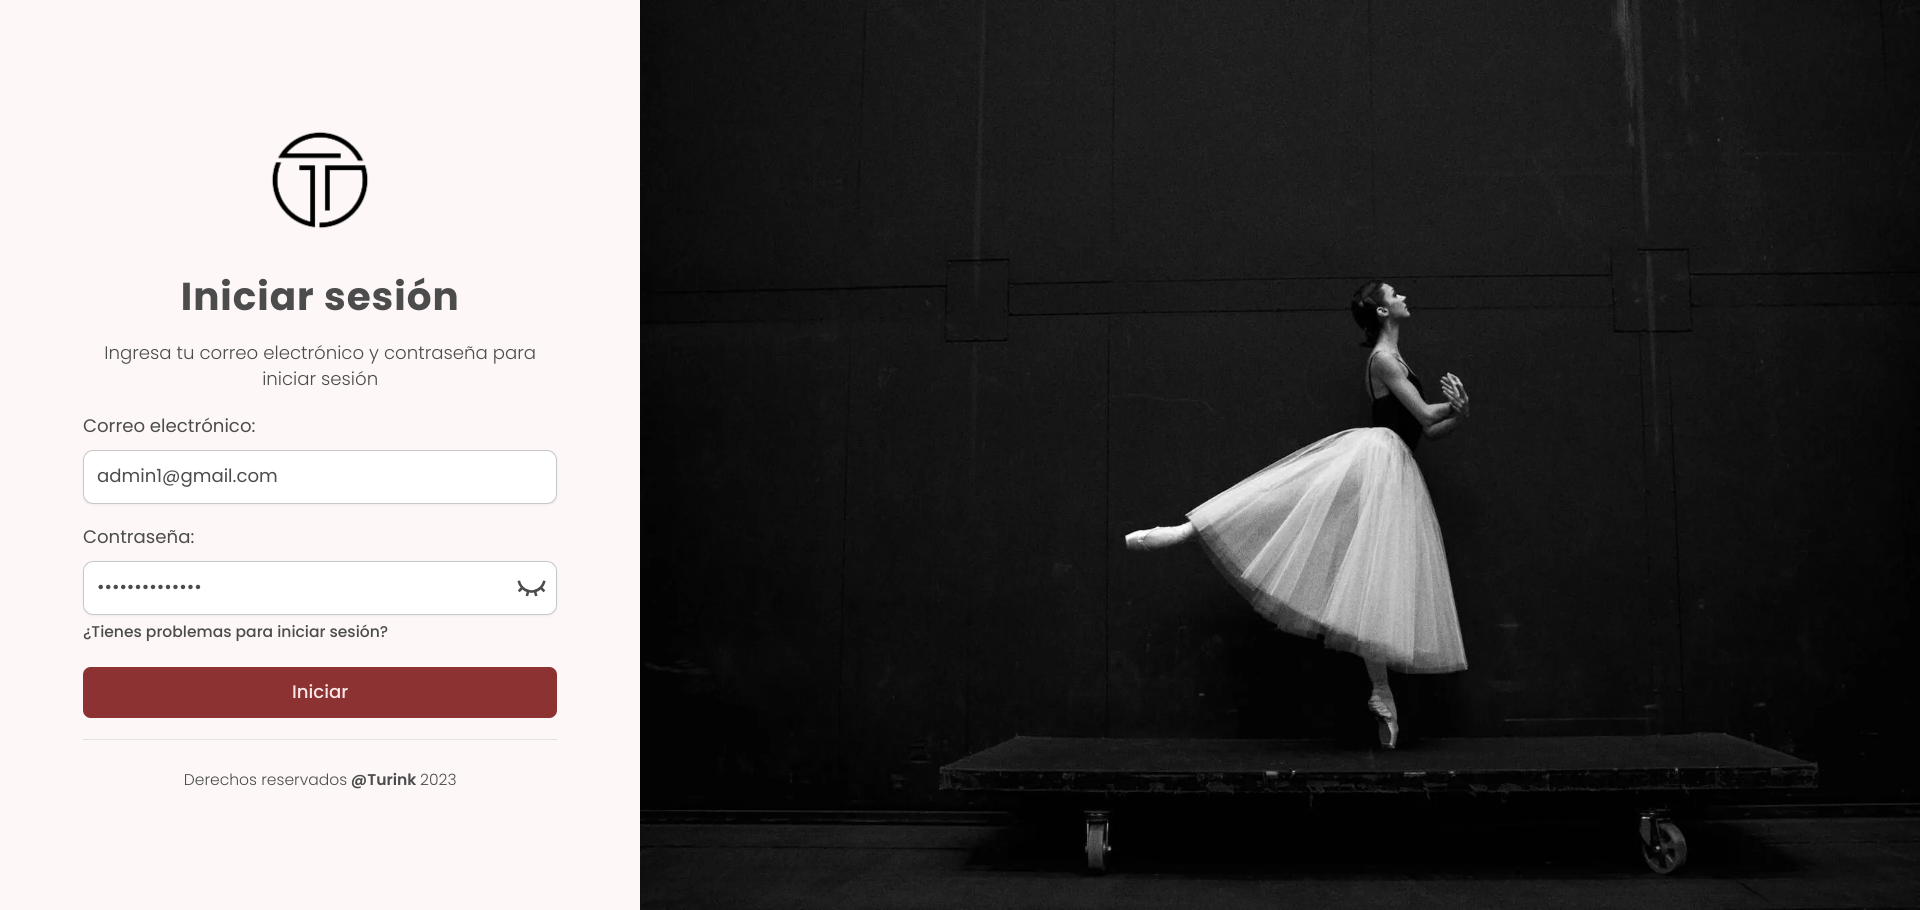 Iniciar sesión
Ingresa tu correo electrónico y contraseña para
iniciar sesión
Correo electrónico:
admin1@gmail.com
Contraseña:
••••••••••••••
¿Tienes problemas para iniciar sesión?
Iniciar
Derechos reservados @Turink 2023